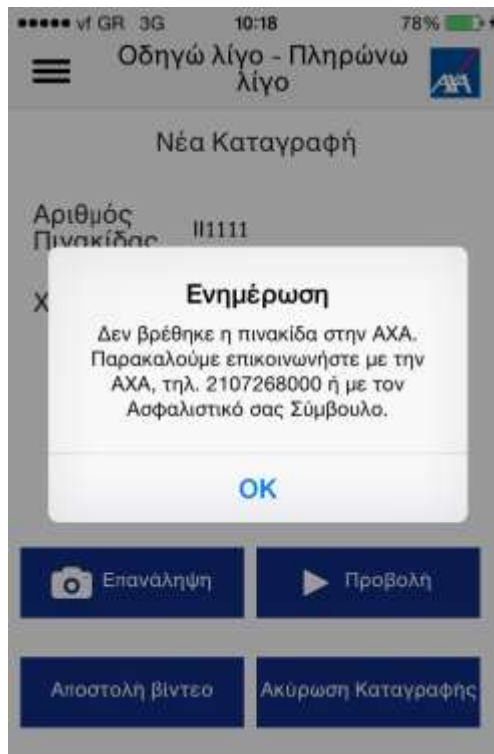 vf GR 3G 10:18 78%
Οδηγώ λίγο - Πληρώνω
λίγο
AXA
Νέα Καταγραφή
Αριθμός
Πινακίδας II1111
Χ
Ενημέρωση
Δεν βρέθηκε η πινακίδα στην ΑΧΑ.
Παρακαλούμε επικοινωνήστε με την
ΑΧΑ, τηλ. 2107268000 ή με τον
Ασφαλιστικό σας Σύμβουλο.
OK
Επανάληψη
Προβολή
Αποστολή βίντεο
Ακύρωση Καταγραφής